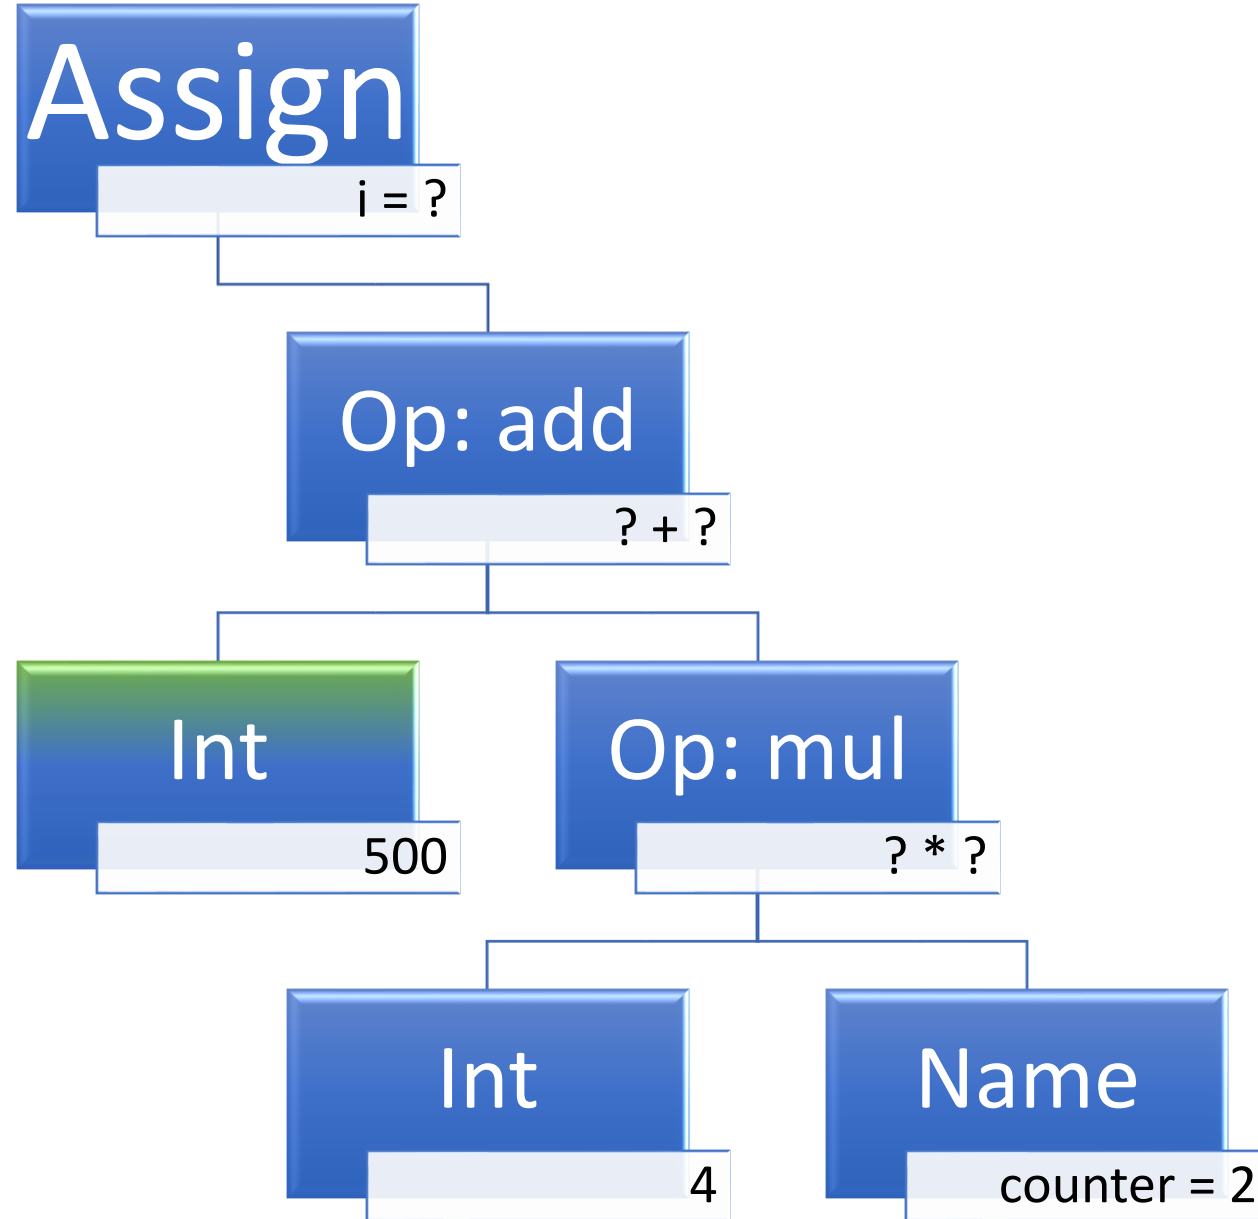 Assign
i = ?
Op: add
? + ?
Int
500
Op: mul
? * ?
Int
4
Name
counter = 2